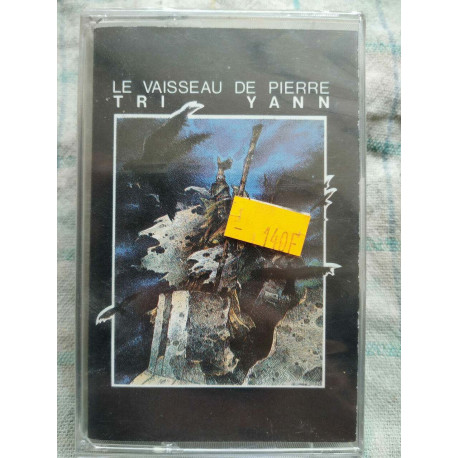 LE VAISSEAU DE PIERRE
TRI YANN
140F